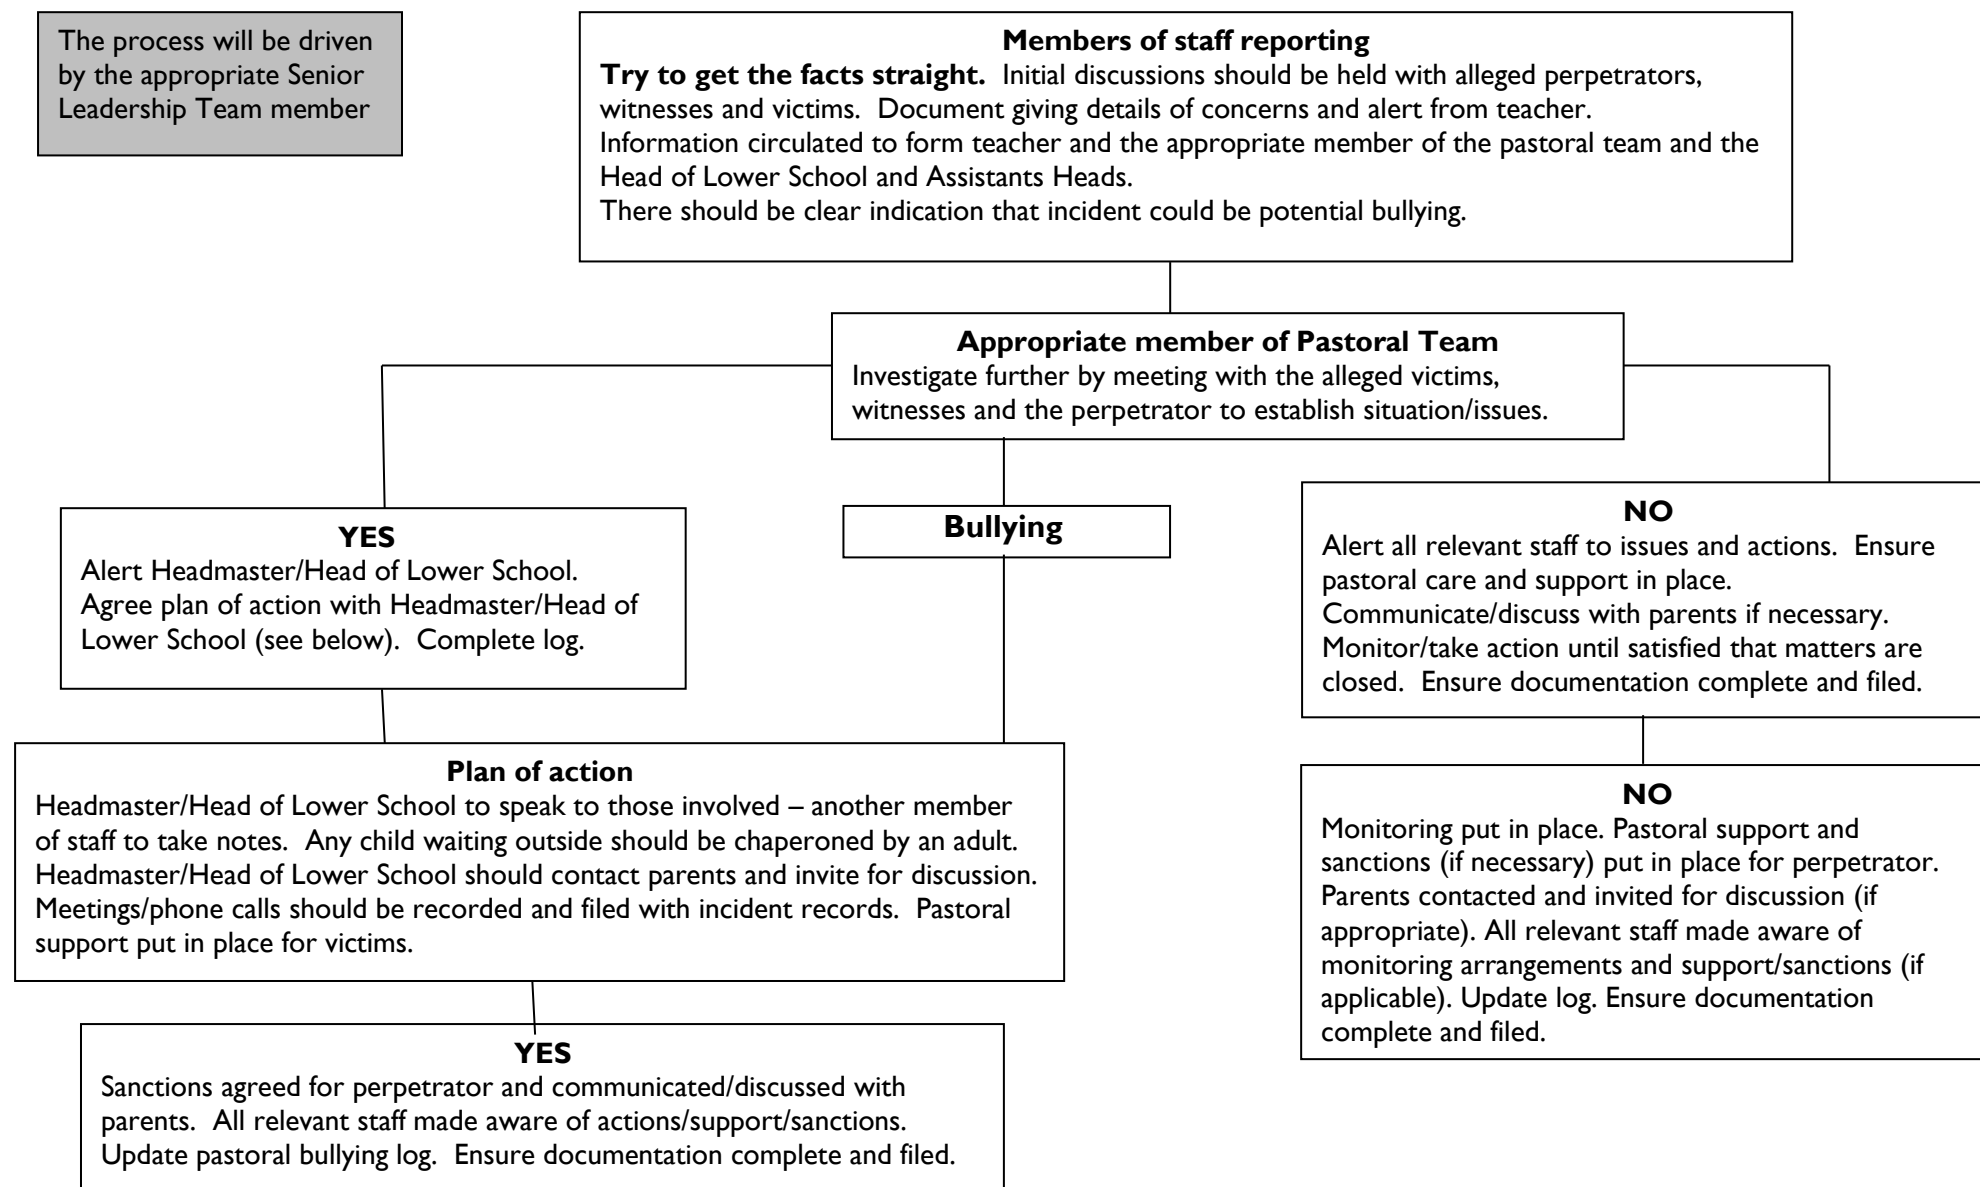 The process will be driven
by the appropriate Senior
Leadership Team member
Members of staff reporting
Try to get the facts straight.  Initial discussions should be held with alleged perpetrators,
witnesses and victims.  Document giving details of concerns and alert from teacher.
Information circulated to form teacher and the appropriate member of the pastoral team and the
Head of Lower School and Assistants Heads.
There should be clear indication that incident could be potential bullying.
Appropriate member of Pastoral Team
Investigate further by meeting with the alleged victims,
witnesses and the perpetrator to establish situation/issues.
YES
Alert Headmaster/Head of Lower School.
Agree plan of action with Headmaster/Head of
Lower School (see below).  Complete log.
Bullying
NO
Alert all relevant staff to issues and actions.  Ensure
pastoral care and support in place.
Communicate/discuss with parents if necessary.
Monitor/take action until satisfied that matters are
closed.  Ensure documentation complete and filed.
Plan of action
Headmaster/Head of Lower School to speak to those involved – another member
of staff to take notes.  Any child waiting outside should be chaperoned by an adult.
Headmaster/Head of Lower School should contact parents and invite for discussion.
Meetings/phone calls should be recorded and filed with incident records.  Pastoral
support put in place for victims.
NO
Monitoring put in place. Pastoral support and
sanctions (if necessary) put in place for perpetrator.
Parents contacted and invited for discussion (if
appropriate). All relevant staff made aware of
monitoring arrangements and support/sanctions (if
applicable). Update log. Ensure documentation
complete and filed.
YES
Sanctions agreed for perpetrator and communicated/discussed with
parents.  All relevant staff made aware of actions/support/sanctions.
Update pastoral bullying log.  Ensure documentation complete and filed.